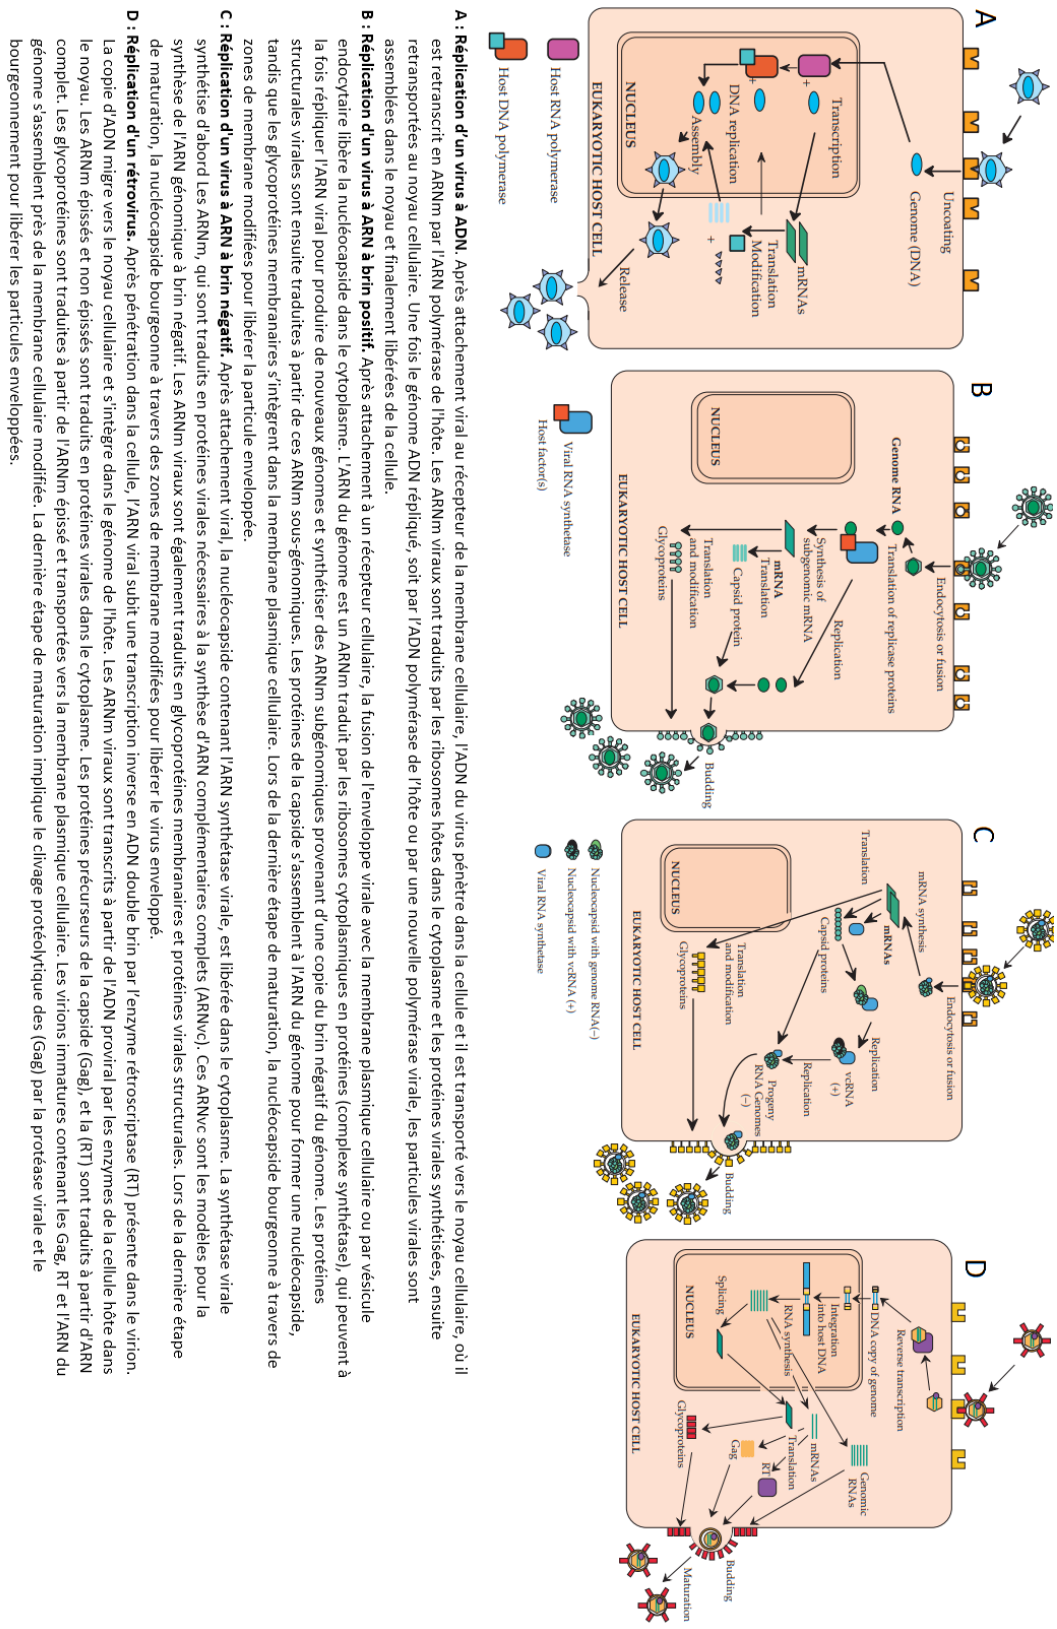 A
Uncoating
Genome (DNA)
Transcription
mRNAs
Translation
Modification
DNA replication
Assembly
NUCLEUS
Release
EUKARYOTIC HOST CELL
Host RNA polymerase
Host DNA polymerase
B
Endocytosis or fusion
Translation of replicase proteins
Genome RNA
Replication
Synthesis of
subgenomic mRNA
mRNA
Translation
Capsid protein
Translation
and modification
Glycoproteins
NUCLEUS
EUKARYOTIC HOST CELL
Budding
Viral RNA synthetase
Host factor(s)
C
Endocytosis or fusion
mRNA synthesis
mRNAs
Translation
Capsid proteins
Replication
vcRNA
(+)
Replication
Progeny
RNA Genomes
(−)
Translation
and modification
Glycoproteins
NUCLEUS
EUKARYOTIC HOST CELL
Budding
Nucleocapsid with genome RNA(−)
Nucleocapsid with vcRNA (+)
Viral RNA synthetase
D
Reverse transcription
DNA copy of genome
Integration
into host DNA
RNA synthesis
Splicing
Genomic
RNAs
mRNAs
Translation
RT
Gag
Glycoproteins
NUCLEUS
EUKARYOTIC HOST CELL
Budding
Maturation
A : Réplication d’un virus à ADN. Après attachement viral au récepteur de la membrane cellulaire, l’ADN du virus pénètre dans la cellule et il est transporté vers le noyau cellulaire, où il
est retranscrit en ARNm par l'ARN polymérase de l'hôte. Les ARNm viraux sont traduits par les ribosomes hôtes dans le cytoplasme et les protéines virales synthétisées, ensuite
retransportées au noyau cellulaire. Une fois le génome ADN répliqué, soit par l’ADN polymérase de l’hôte ou par une nouvelle polymérase virale, les particules virales sont
assemblées dans le noyau et finalement libérées de la cellule.
B : Réplication d'un virus à ARN à brin positif. Après attachement à un récepteur cellulaire, la fusion de l'enveloppe virale avec la membrane plasmique cellulaire ou par vésicule
endocytaire libère la nucléocapside dans le cytoplasme. L'ARN du génome est un ARNm traduit par les ribosomes cytoplasmiques en protéines (complexe synthétase), qui peuvent à
la fois répliquer l'ARN viral pour produire de nouveaux génomes et synthétiser des ARNm subgénomiques provenant d’une copie du brin négatif du génome. Les protéines
structurales virales sont ensuite traduites à partir de ces ARNm sous-génomiques. Les protéines de la capside s'assemblent à l'ARN du génome pour former une nucléocapside,
tandis que les glycoprotéines membranaires s’intègrent dans la membrane plasmique cellulaire. Lors de la dernière étape de maturation, la nucléocapside bourgeonne à travers de
zones de membrane modifiées pour libérer la particule enveloppée.
C : Réplication d'un virus à ARN à brin négatif. Après attachement viral, la nucléocapside contenant l'ARN synthétase virale, est libérée dans le cytoplasme. La synthétase virale
synthétise d'abord Les ARNm, qui sont traduits en protéines virales nécessaires à la synthèse d'ARN complémentaires complets (ARNvc). Ces ARNvc sont les modèles pour la
synthèse de l'ARN génomique à brin négatif. Les ARNm viraux sont également traduits en glycoprotéines membranaires et protéines virales structurales. Lors de la dernière étape
de maturation, la nucléocapside bourgeonne à travers des zones de membrane modifiées pour libérer le virus enveloppé.
D : Réplication d'un rétrovirus. Après pénétration dans la cellule, l’ARN viral subit une transcription inverse en ADN double brin par l'enzyme rétroscriptase (RT) présente dans le virion.
La copie d'ADN migre vers le noyau cellulaire et s'intègre dans le génome de l'hôte. Les ARNm viraux sont transcrits à partir de l'ADN proviral par les enzymes de la cellule hôte dans
le noyau. Les ARNm épissés et non épissés sont traduits en protéines virales dans le cytoplasme. Les protéines précurseurs de la capside (Gag), et la (RT) sont traduits à partir d'ARN
complet. Les glycoprotéines sont traduites à partir de l'ARNm épissé et transportées vers la membrane plasmique cellulaire. Les virions immatures contenant les Gag, RT et l'ARN du
génome s'assemblent près de la membrane cellulaire modifiée. La dernière étape de maturation implique le clivage protéolytique des (Gag) par la protéase virale et le
bourgeonnement pour libérer les particules enveloppées.